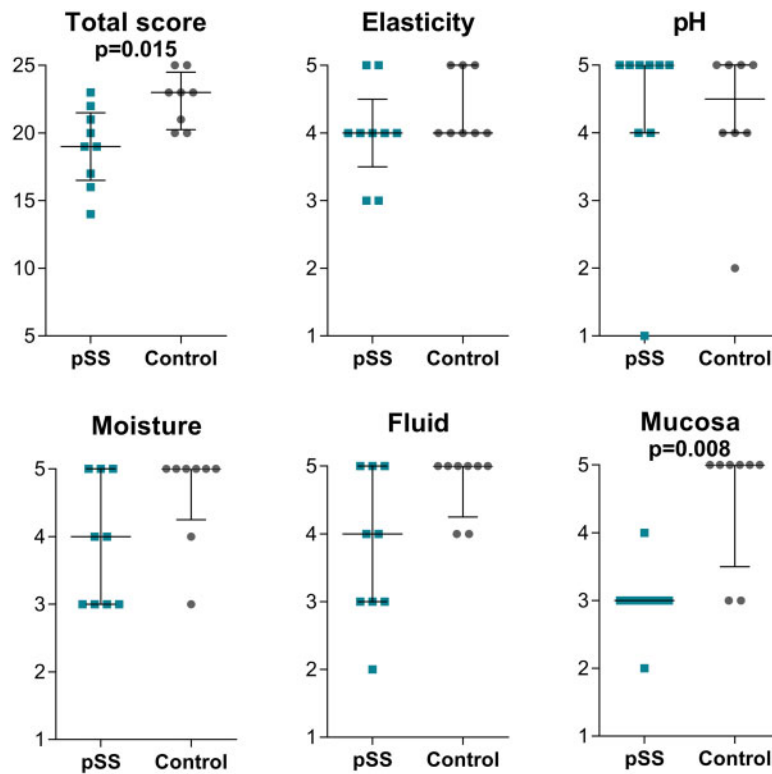 Total score
p=0.015
25
20
15
10
5
pSS Control
Elasticity
5
4
3
2
1
pSS Control
pH
5
4
3
2
1
pSS Control
Moisture
5
4
3
2
1
pSS Control
Fluid
5
4
3
2
1
pSS Control
Mucosa
p=0.008
5
4
3
2
1
pSS Control